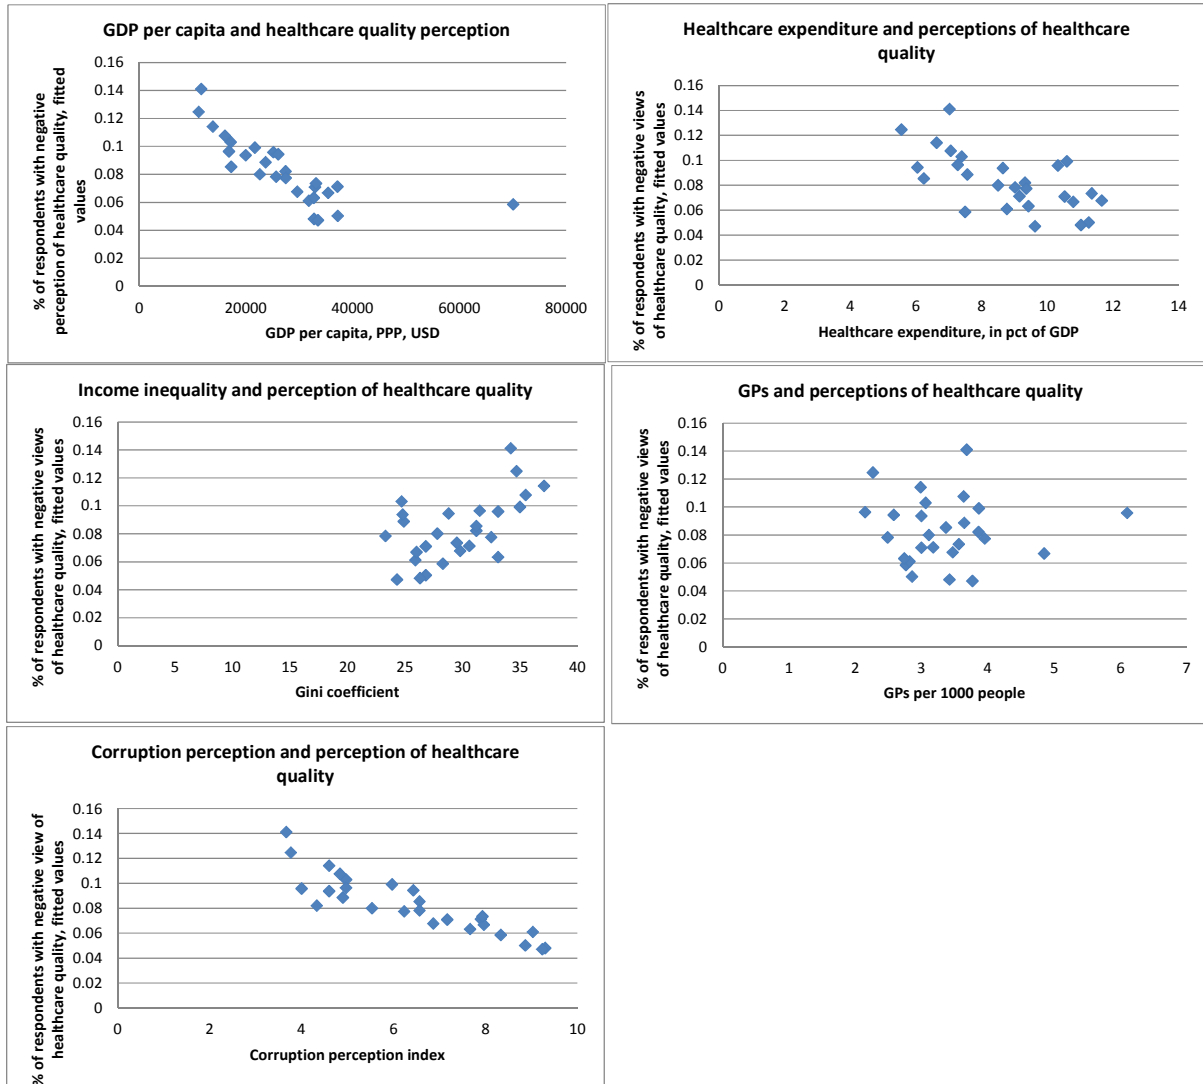 GDP per capita and healthcare quality perception
% of respondents with negative
perception of healthcare quality, fitted
values
0.16
0.14
0.12
0.1
0.08
0.06
0.04
0.02
0
0 20000 40000 60000 80000
GDP per capita, PPP, USD
Healthcare expenditure and perceptions of healthcare
quality
% of respondents with negative views
of healthcare quality, fitted values
0.16
0.14
0.12
0.1
0.08
0.06
0.04
0.02
0
0 2 4 6 8 10 12 14
Healthcare expenditure, in pct of GDP
Income inequality and perception of healthcare quality
% of respondents with negative views
of healthcare quality, fitted values
0.16
0.14
0.12
0.1
0.08
0.06
0.04
0.02
0
0 5 10 15 20 25 30 35 40
Gini coefficient
GPs and perceptions of healthcare quality
% of respondents with negative views
of healthcare quality, fitted values
0.16
0.14
0.12
0.1
0.08
0.06
0.04
0.02
0
0 1 2 3 4 5 6 7
GPs per 1000 people
Corruption perception and perception of healthcare
quality
% of respondents with negative view of
healthcare quality, fitted values
0.16
0.14
0.12
0.1
0.08
0.06
0.04
0.02
0
0 2 4 6 8 10
Corruption perception index